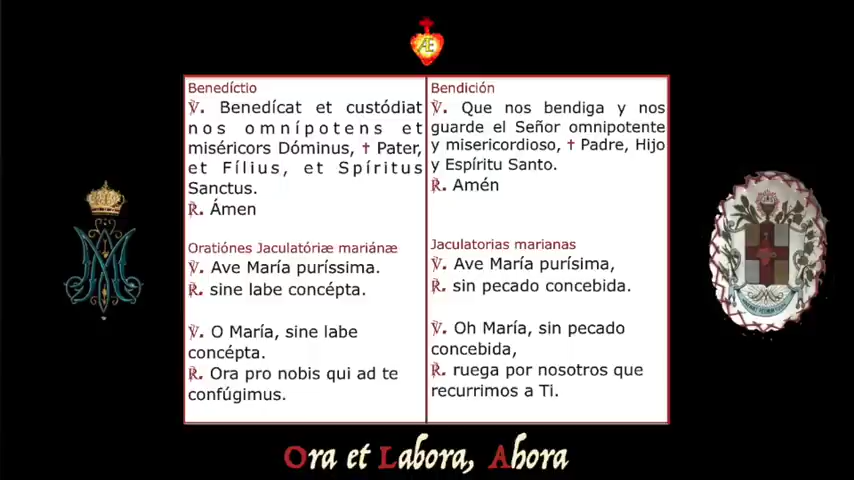 Benedíctio
℣. Benedícat et custódiat
nos omnípotens et
miséricors Dóminus, † Pater,
et Fílius, et Spíritus
Sanctus.
℟. Ámen
Oratiónes Jaculatóriæ mariánæ
℣. Ave María puríssima.
℟. sine labe concépta.
℣. O María, sine labe
concépta.
℟. Ora pro nobis qui ad te
confúgimus.
Bendición
℣. Que nos bendiga y nos
guarde el Señor omnipotente
y misericordioso, † Padre, Hijo
y Espíritu Santo.
℟. Amén
Jaculatorias marianas
℣. Ave María purísima,
℟. sin pecado concebida.
℣. Oh María, sin pecado
concebida,
℟. ruega por nosotros que
recurrimos a Ti.
Ora et Labora, Ahora